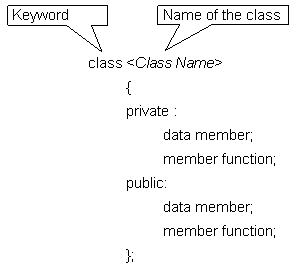 Keyword Name of the class
class <Class Name>
{
private :
data member;
member function;
public:
data member;
member function;
};